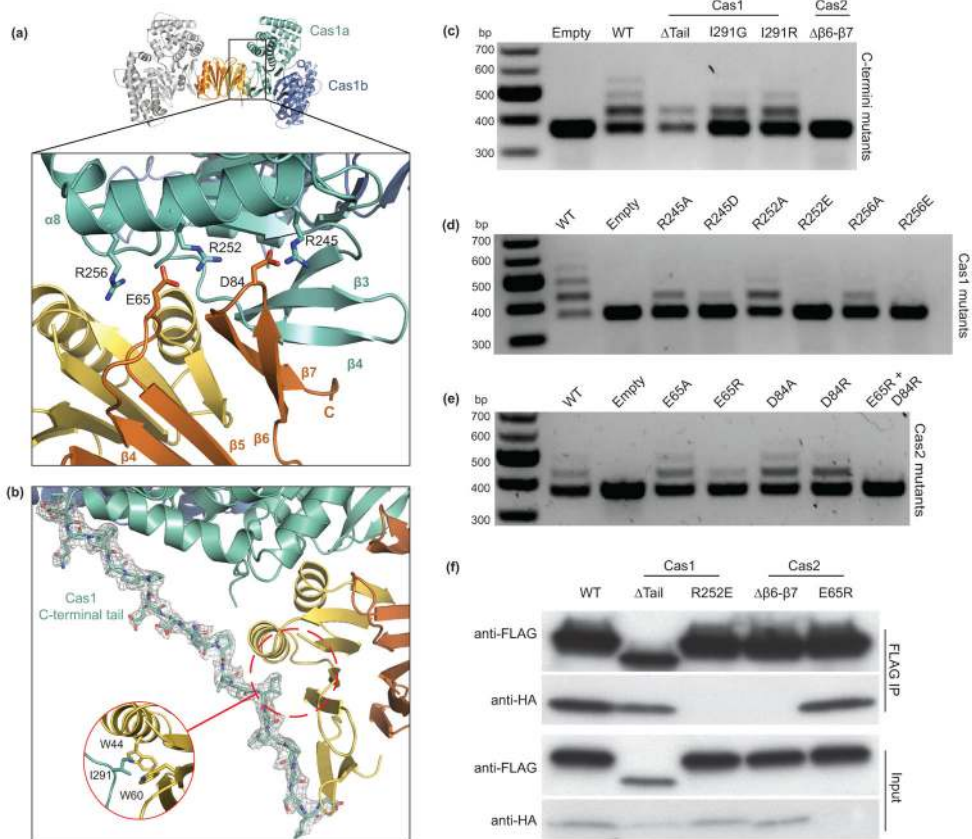 (a)
Cas1a
Cas1b
α8
R256
R252
R245
E65
D84
β3
β4
β7
C
β6
β5
β4
(b)
Cas1
C-terminal tail
W44
I291
W60
(c)
Cas1
Cas2
bp
Empty
WT
ΔTail
I291G
I291R
Δβ6-β7
700
600
500
400
300
C-termini mutants
(d)
bp
WT
Empty
R245A
R245D
R252A
R252E
R256A
R256E
700
600
500
400
300
Cas1 mutants
(e)
bp
WT
Empty
E65A
E65R
D84A
D84R
E65R + D84R
700
600
500
400
300
Cas2 mutants
(f)
Cas1
Cas2
WT
ΔTail
R252E
Δβ6-β7
E65R
anti-FLAG
anti-HA
FLAG IP
anti-FLAG
anti-HA
Input